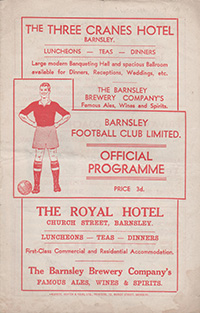 THE THREE CRANES HOTEL
BARNSLEY.
LUNCHEONS — TEAS — DINNERS
Large modern Banqueting Hall and spacious Ballroom
available for Dinners, Receptions, Weddings, etc.
THE BARNSLEY
BREWERY COMPANY'S
Famous Ales, Wines and Spirits.
BARNSLEY
FOOTBALL CLUB LIMITED.
OFFICIAL
PROGRAMME
PRICE 3d.
THE ROYAL HOTEL
CHURCH STREET, BARNSLEY.
LUNCHEONS — TEAS — DINNERS
First-Class Commercial and Residential Accommodation.
The Barnsley Brewery Company's
FAMOUS ALES, WINES & SPIRITS.